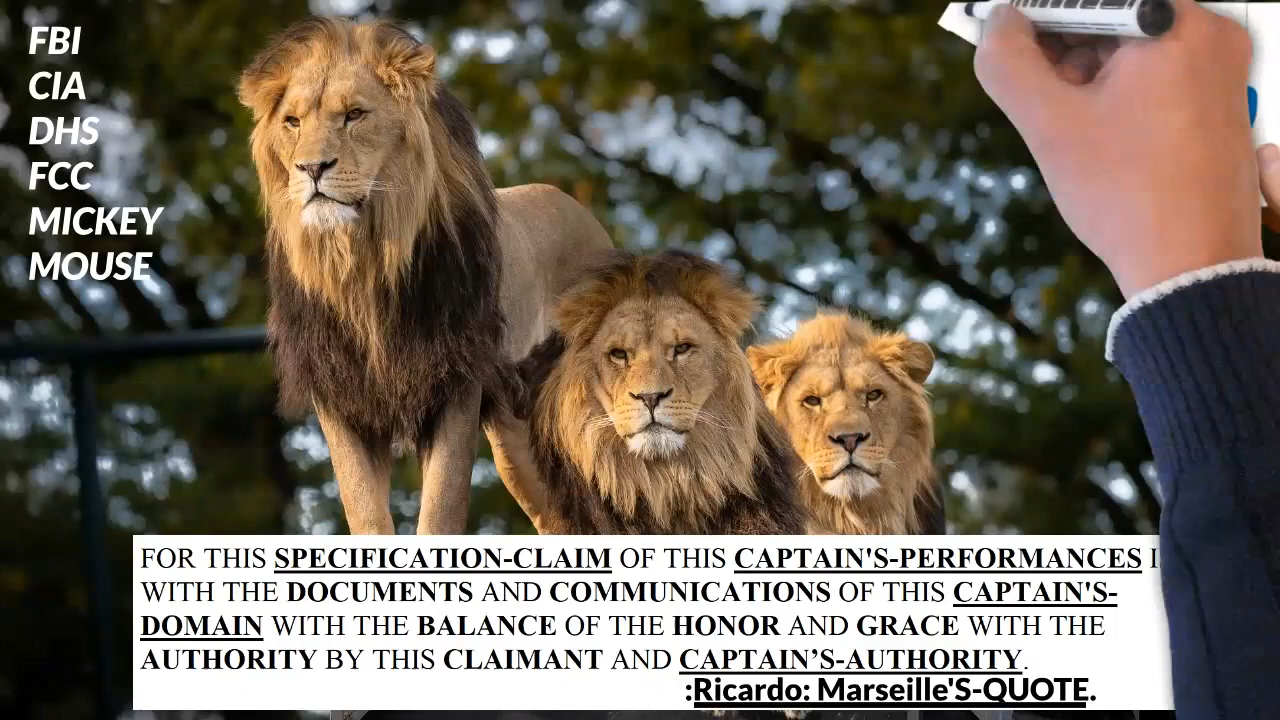 FBI
CIA
DHS
FCC
MICKEY
MOUSE
FOR THIS SPECIFICATION-CLAIM OF THIS CAPTAIN'S-PERFORMANCES
WITH THE DOCUMENTS AND COMMUNICATIONS OF THIS CAPTAIN'S-
DOMAIN WITH THE BALANCE OF THE HONOR AND GRACE WITH THE
AUTHORITY BY THIS CLAIMANT AND CAPTAIN’S-AUTHORITY.
:Ricardo: Marseille'S-QUOTE.